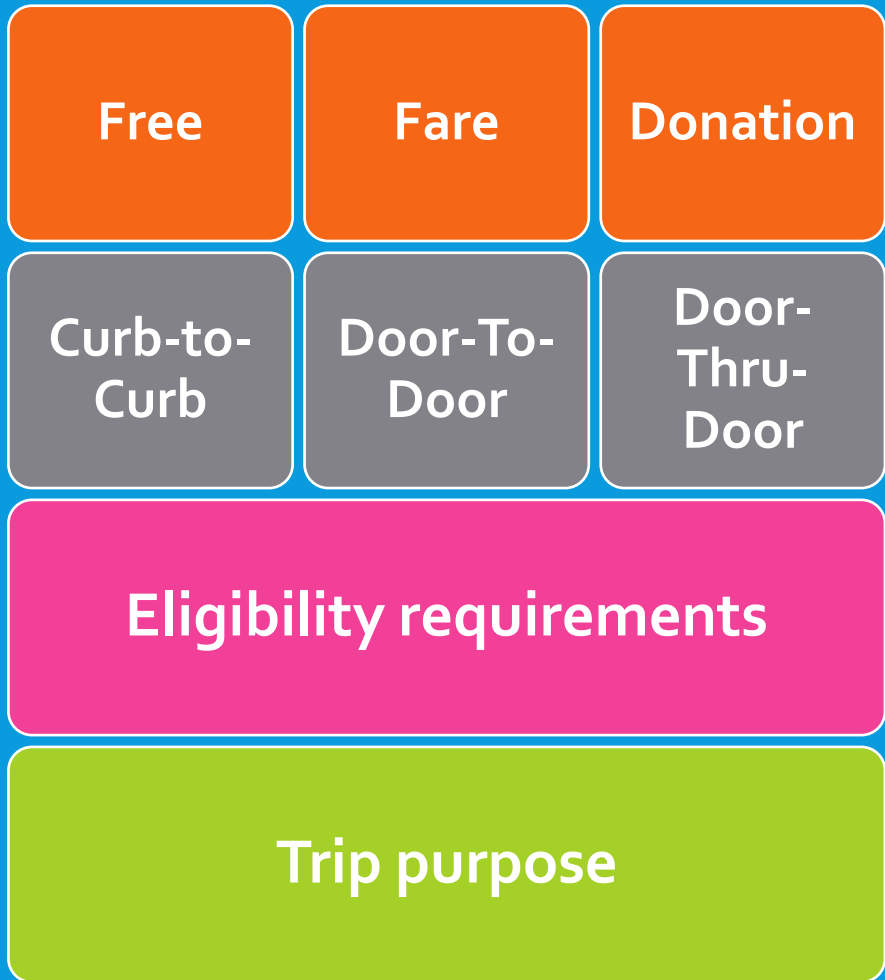 Free
Fare
Donation
Curb-to-
Curb
Door-To-
Door
Door-
Thru-
Door
Eligibility requirements
Trip purpose